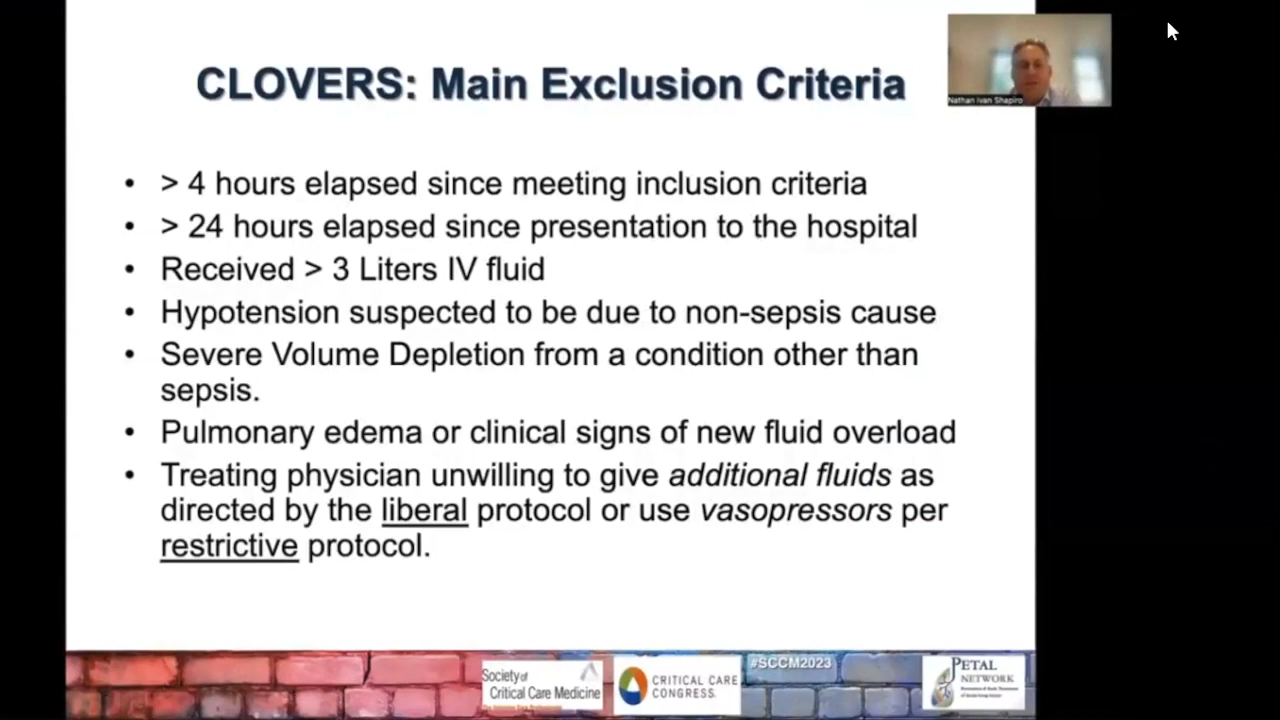 CLOVERS: Main Exclusion Criteria
Nathan Ivan Shapiro
• > 4 hours elapsed since meeting inclusion criteria
• > 24 hours elapsed since presentation to the hospital
• Received > 3 Liters IV fluid
• Hypotension suspected to be due to non-sepsis cause
• Severe Volume Depletion from a condition other than
sepsis.
• Pulmonary edema or clinical signs of new fluid overload
• Treating physician unwilling to give additional fluids as
directed by the liberal protocol or use vasopressors per
restrictive protocol.
Society of
Critical Care Medicine
CRITICAL CARE
CONGRESS
#SCCM2023
PETAL
NETWORK